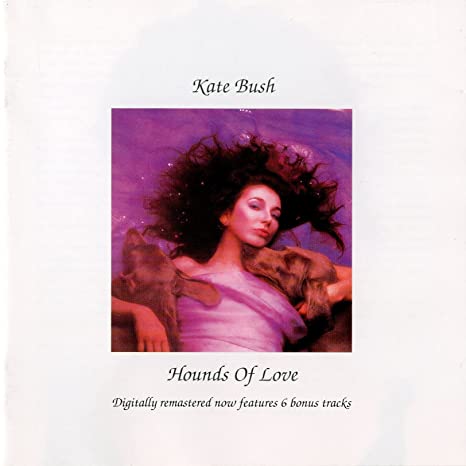 Kate Bush
Hounds Of Love
Digitally remastered now features 6 bonus tracks